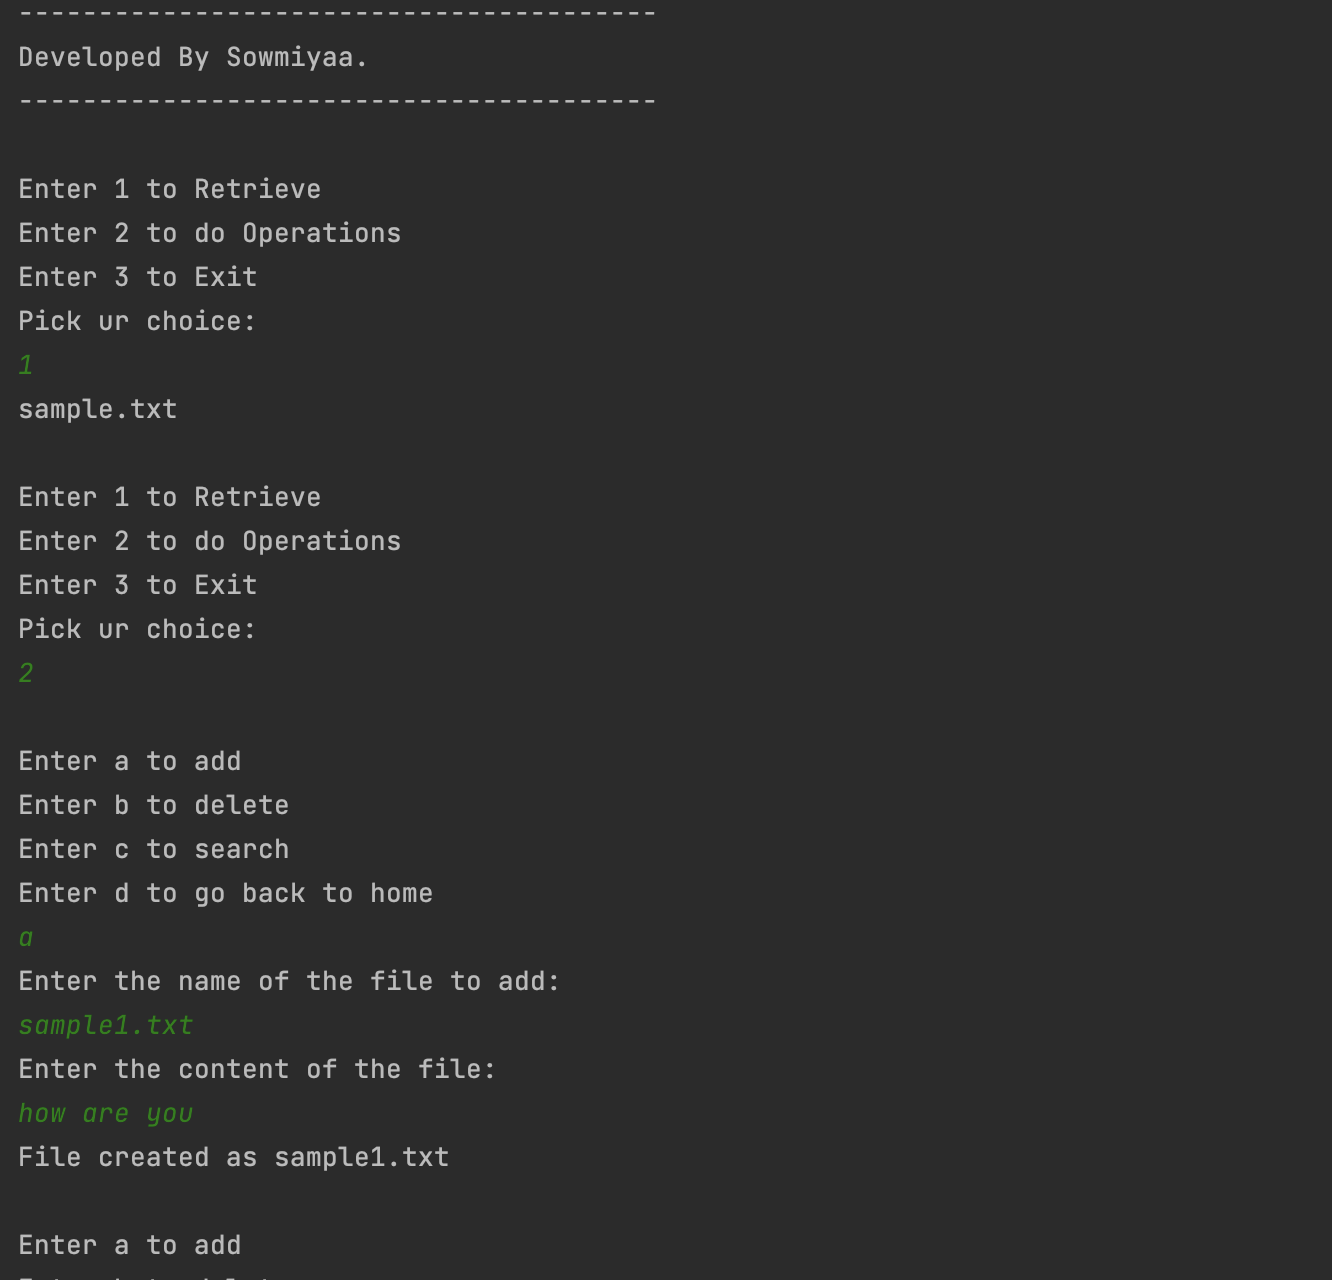 ----------------------------------------
Developed By Sowmiyaa.
----------------------------------------
Enter 1 to Retrieve
Enter 2 to do Operations
Enter 3 to Exit
Pick ur choice:
1
sample.txt
Enter 1 to Retrieve
Enter 2 to do Operations
Enter 3 to Exit
Pick ur choice:
2
Enter a to add
Enter b to delete
Enter c to search
Enter d to go back to home
a
Enter the name of the file to add:
sample1.txt
Enter the content of the file:
how are you
File created as sample1.txt
Enter a to add